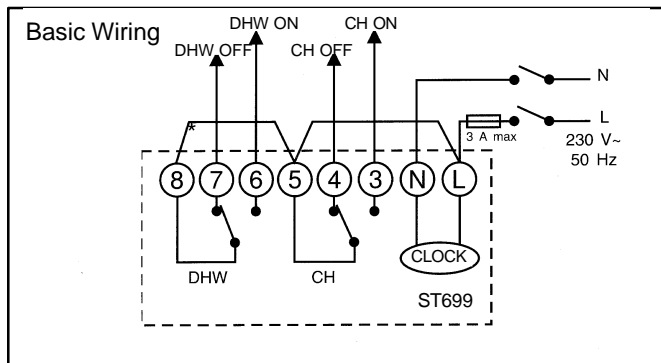 Basic Wiring
DHW ON
CH ON
DHW OFF
CH OFF
N
L
3 A max
230 V~
50 Hz
*
8 7 6 5 4 3 N L
CLOCK
DHW
CH
ST699